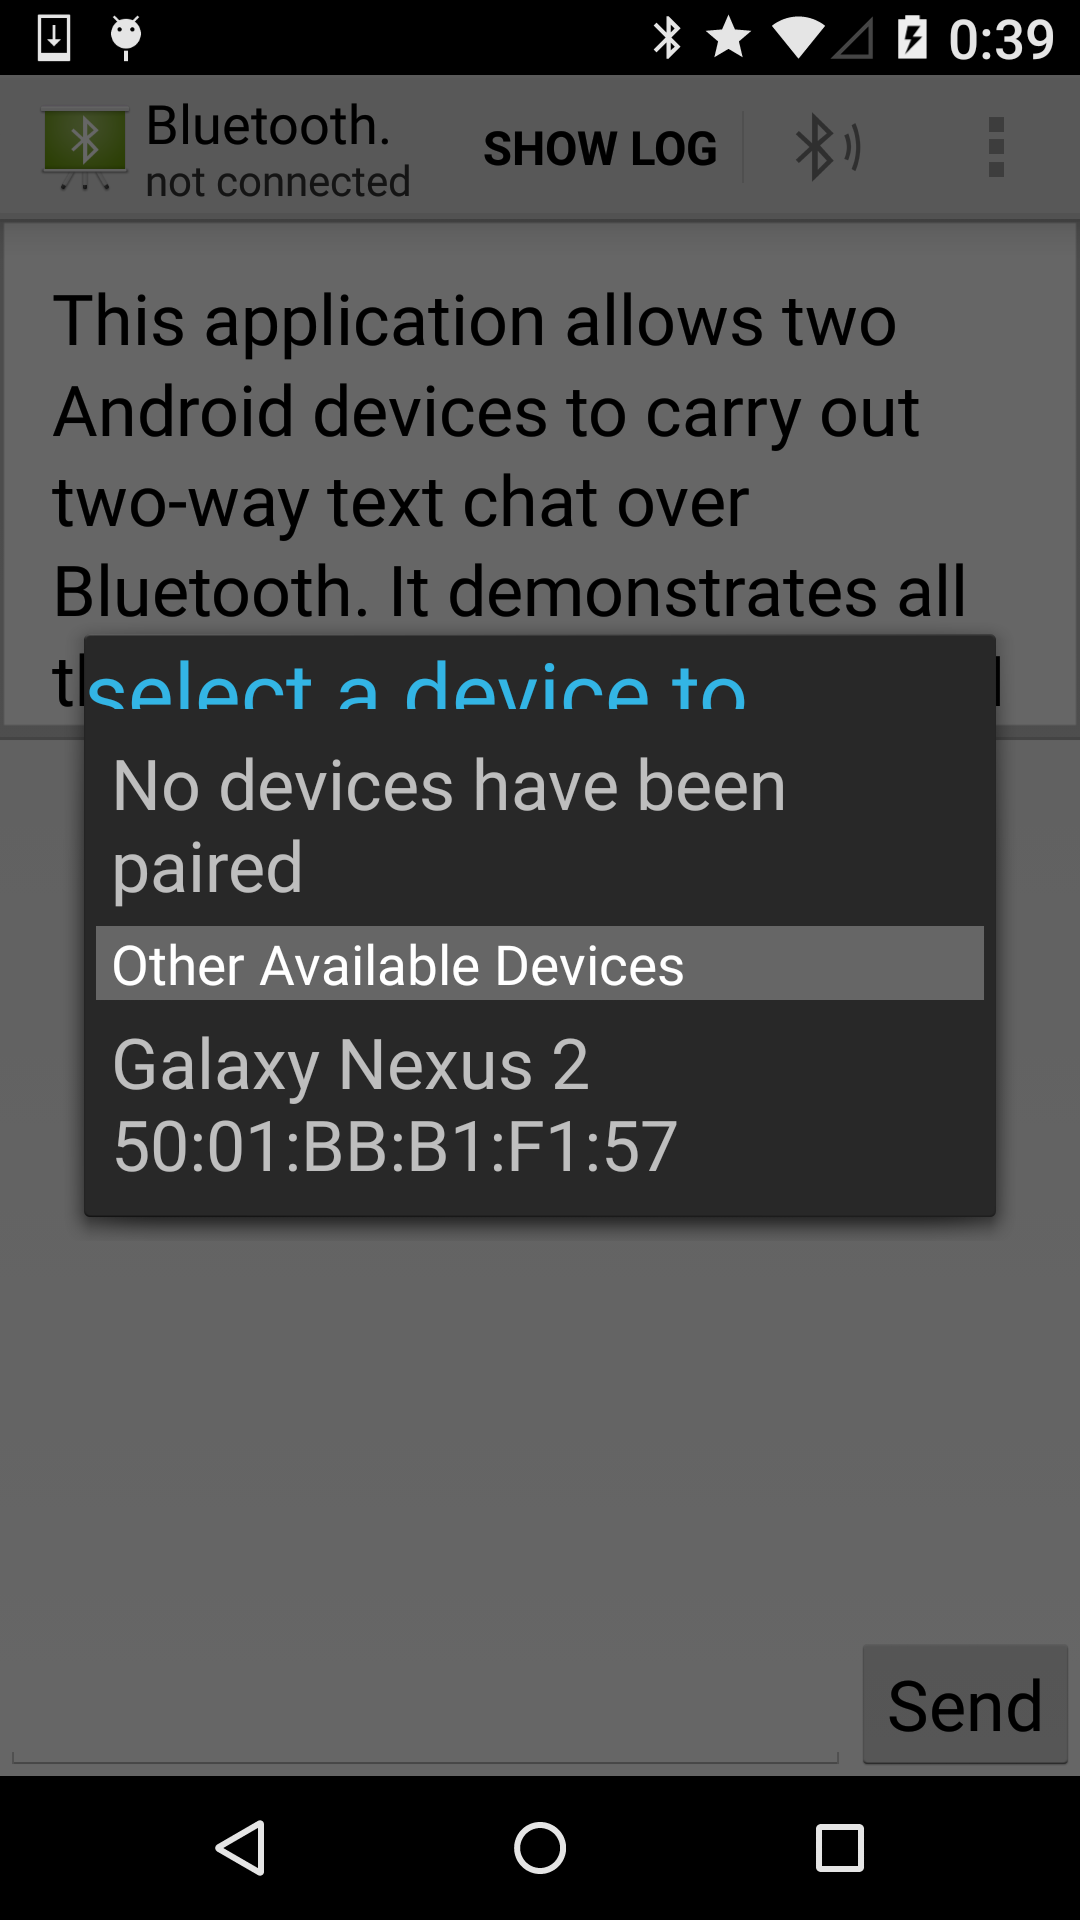 0:39
Bluetooth.
not connected
SHOW LOG
This application allows two
Android devices to carry out
two-way text chat over
Bluetooth. It demonstrates all
select a device to
No devices have been
paired
Other Available Devices
Galaxy Nexus 2
50:01:BB:B1:F1:57
Send